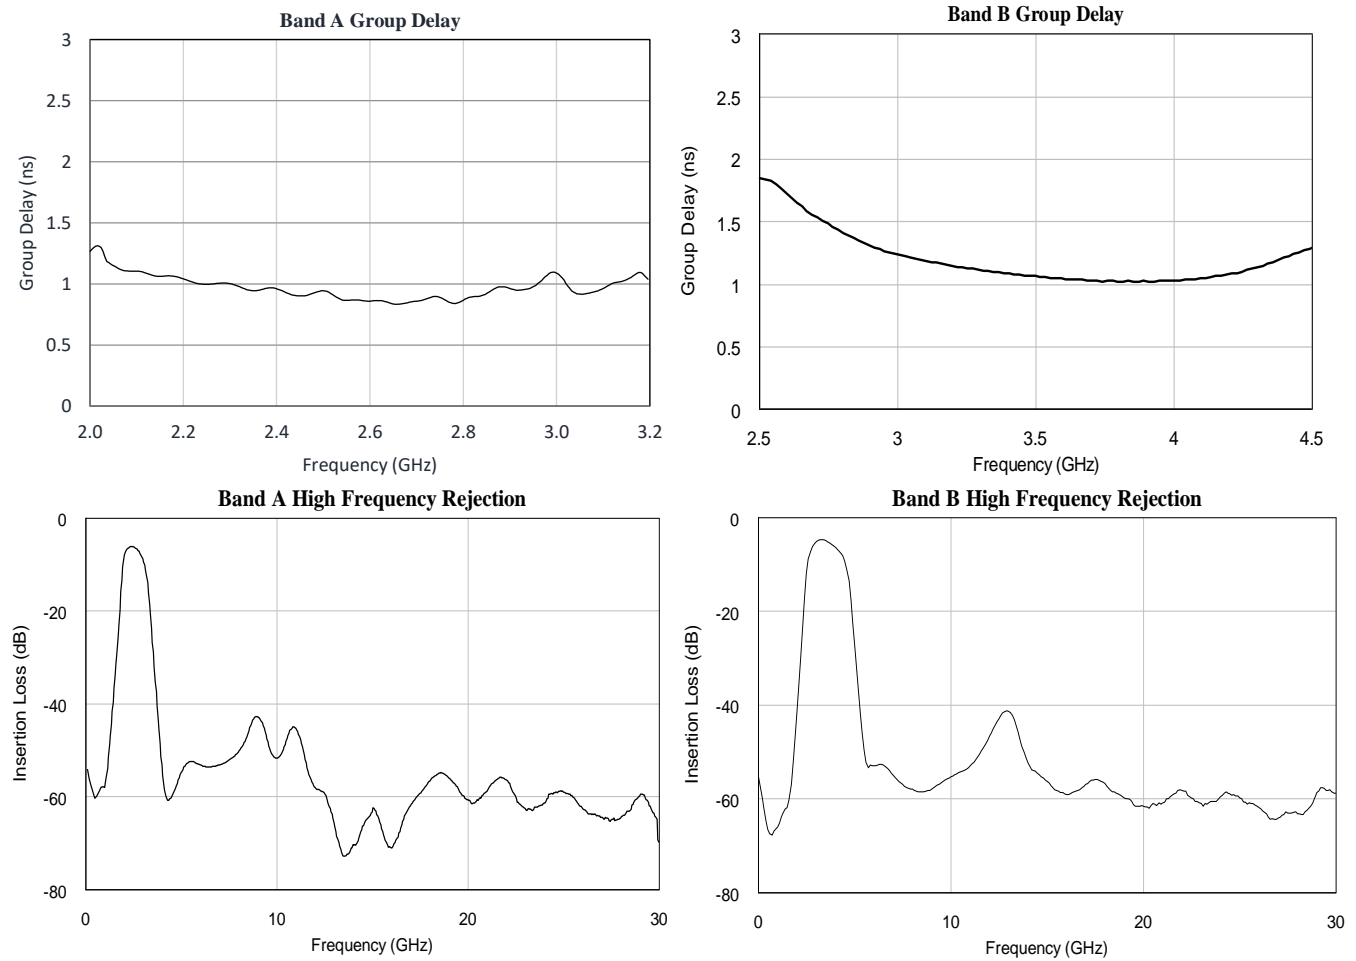 Band A Group Delay
3
2.5
2
1.5
1
0.5
0
Group Delay (ns)
2.0 2.2 2.4 2.6 2.8 3.0 3.2
Frequency (GHz)
Band B Group Delay
3
2.5
2
1.5
1
0.5
0
Group Delay (ns)
2.5 3 3.5 4 4.5
Frequency (GHz)
Band A High Frequency Rejection
0
-20
-40
-60
-80
Insertion Loss (dB)
0 10 20 30
Frequency (GHz)
Band B High Frequency Rejection
0
-20
-40
-60
-80
Insertion Loss (dB)
0 10 20 30
Frequency (GHz)